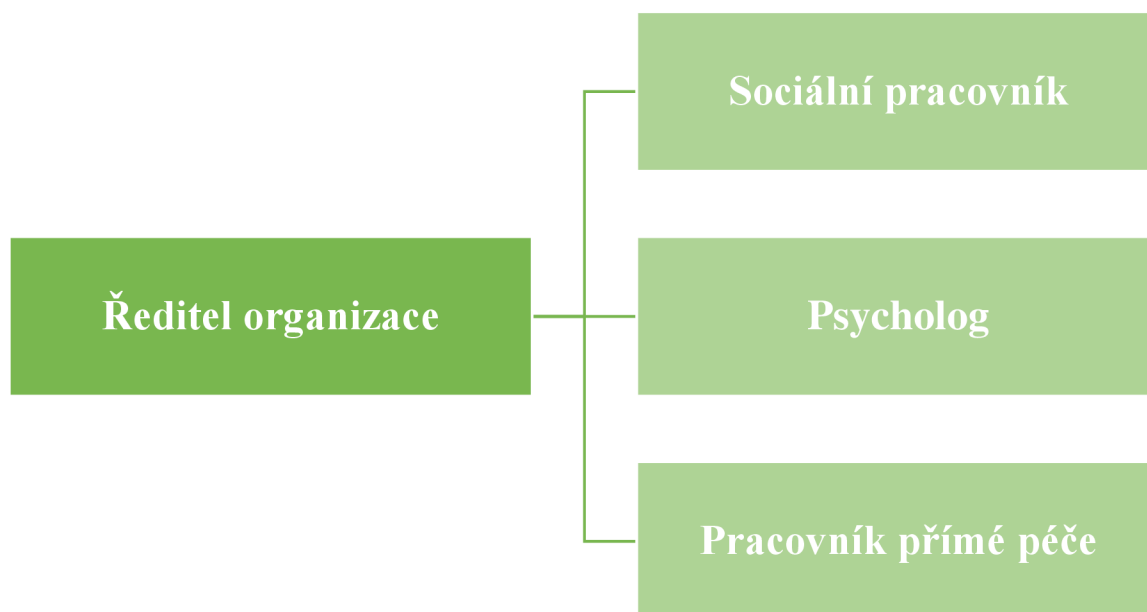 Sociální pracovník
Ředitel organizace
Psycholog
Pracovník přímé péče